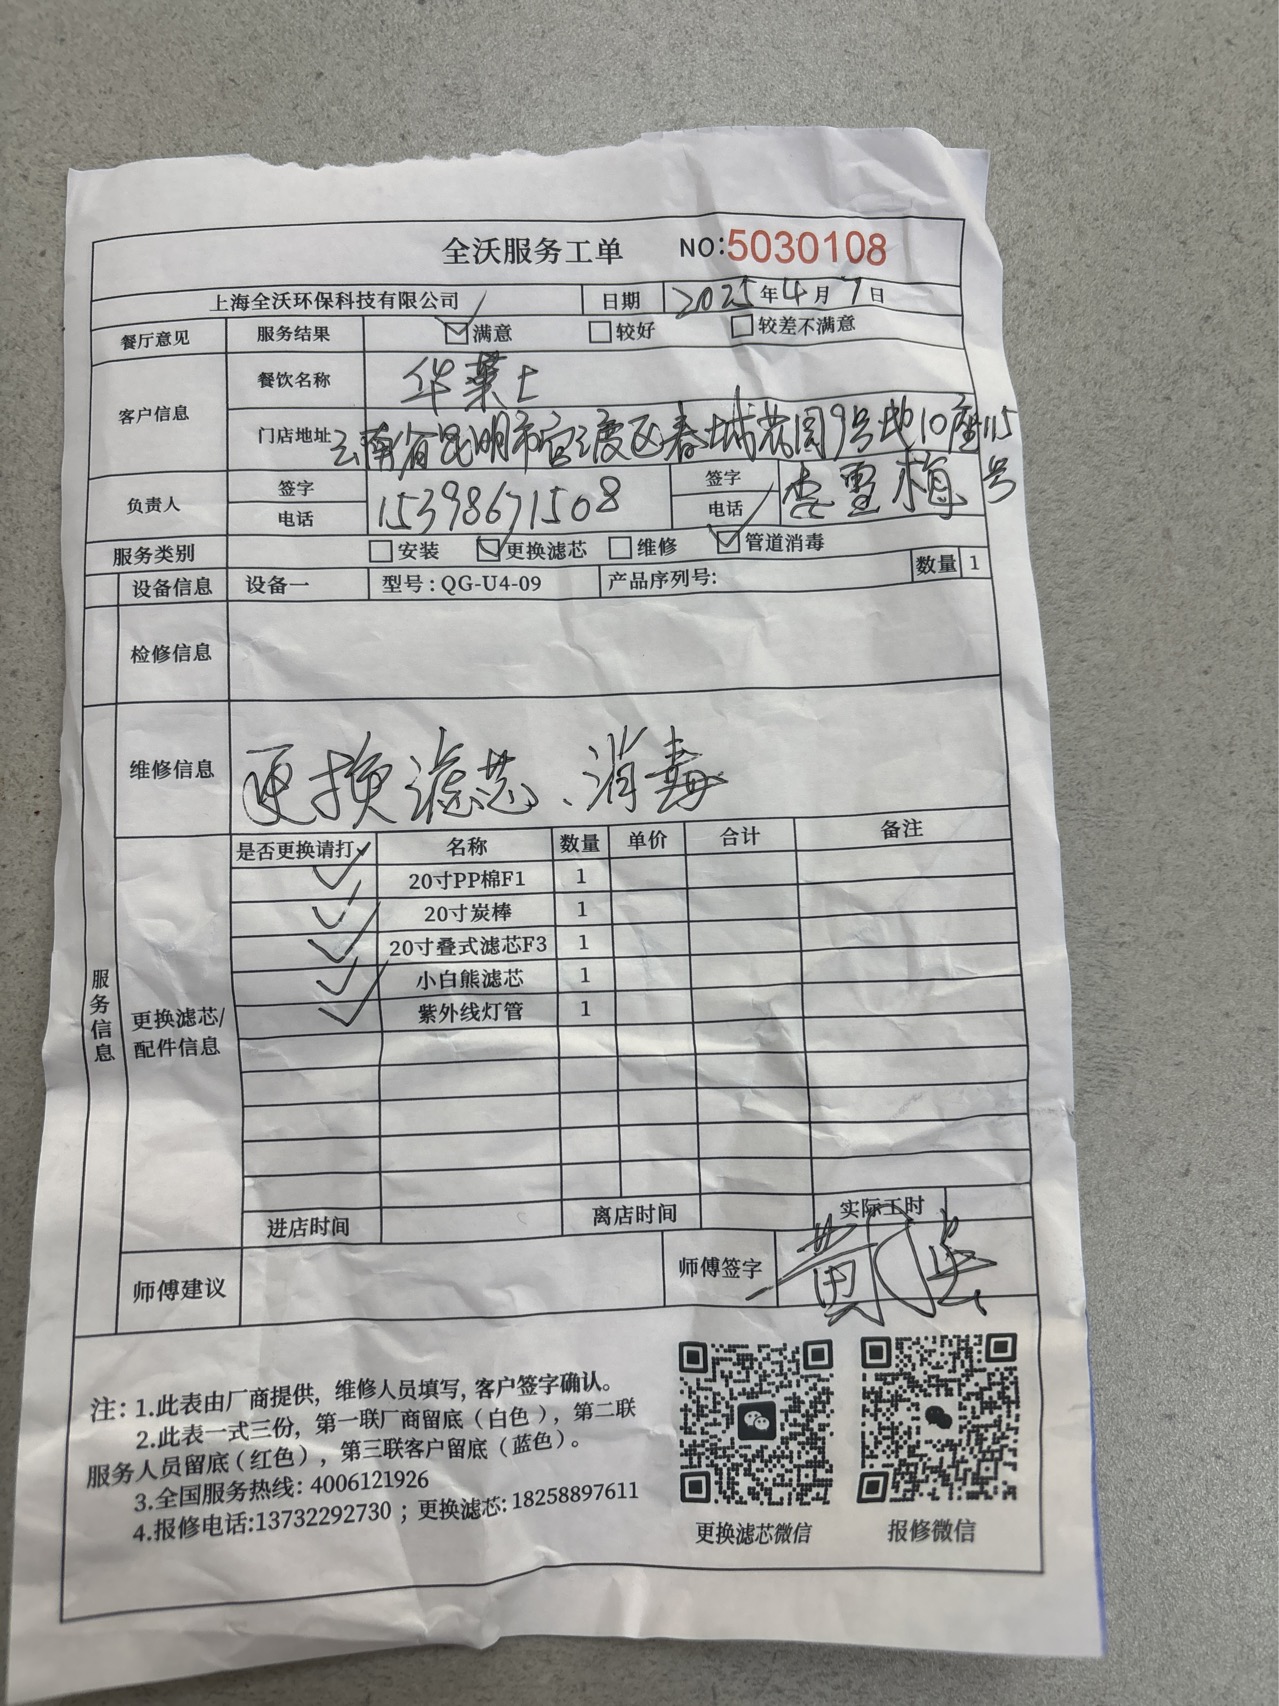 全沃服务工单 NO:5030108
上海全沃环保科技有限公司 日期 2025年4月7日
餐厅意见 服务结果 满意 较好 较差不满意
客户信息 餐饮名称 华莱士
门店地址 云南省昆明市官渡区春城花园9号地10座115号
负责人 签字 电话 15398671508 签字 电话 雪梅
服务类别 安装 更换滤芯 维修 管道消毒
设备信息 设备一 型号:QG-U4-09 产品序列号: 数量 1
检修信息
维修信息 更换滤芯、消毒
服务信息
更换滤芯/配件信息
是否更换请打✓ 名称 数量 单价 合计 备注
✓ 20寸PP棉F1 1
✓ 20寸炭棒 1
✓ 20寸叠式滤芯F3 1
✓ 小白熊滤芯 1
✓ 紫外线灯管 1
进店时间 离店时间 实际工时
师傅建议 师傅签字 黄
注: 1.此表由厂商提供, 维修人员填写, 客户签字确认。
2.此表一式三份, 第一联厂商留底(白色), 第二联
服务人员留底(红色), 第三联客户留底(蓝色)。
3.全国服务热线: 4006121926
4.报修电话:13732292730; 更换滤芯: 18258897611
更换滤芯微信 报修微信